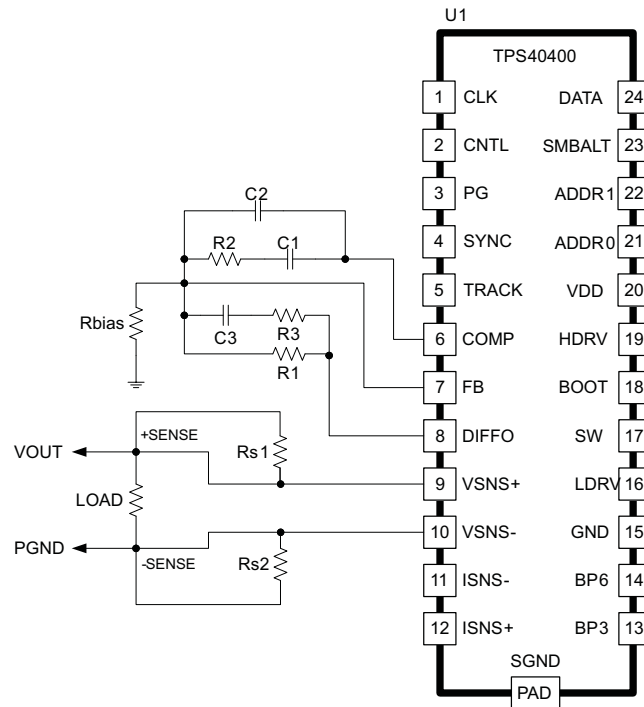 U1
TPS40400
1 CLK DATA 24
2 CNTL SMBALT 23
3 PG ADDR1 22
4 SYNC ADDR0 21
5 TRACK VDD 20
6 COMP HDRV 19
7 FB BOOT 18
8 DIFFO SW 17
9 VSNS+ LDRV 16
10 VSNS- GND 15
11 ISNS- BP6 14
12 ISNS+ BP3 13
SGND
PAD
C2
R2 C1
Rbias
C3 R3
R1
+SENSE
VOUT
Rs1
LOAD
PGND
-SENSE
Rs2